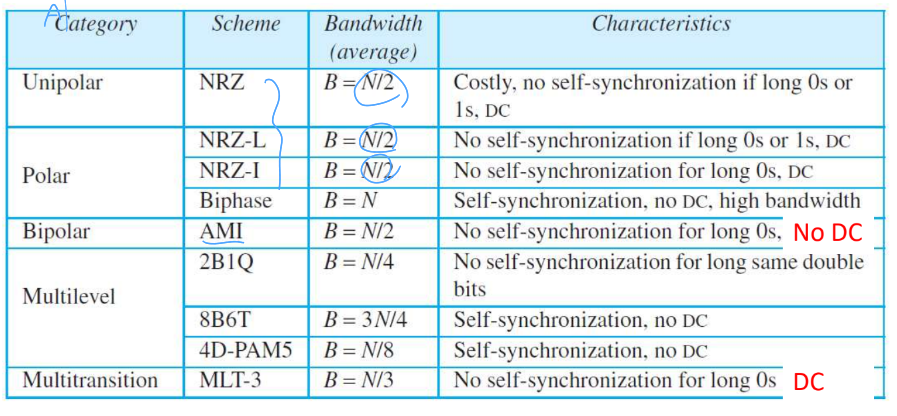 A
Category Scheme Bandwidth (average) Characteristics
Unipolar NRZ B = N/2 Costly, no self-synchronization if long 0s or
1s, DC
Polar NRZ-L B = N/2 No self-synchronization if long 0s or 1s, DC
NRZ-I B = N/2 No self-synchronization for long 0s, DC
Biphase B = N Self-synchronization, no DC, high bandwidth
Bipolar AMI B = N/2 No self-synchronization for long 0s, No DC
Multilevel 2B1Q B = N/4 No self-synchronization for long same double
bits
8B6T B = 3N/4 Self-synchronization, no DC
4D-PAM5 B = N/8 Self-synchronization, no DC
Multitransition MLT-3 B = N/3 No self-synchronization for long 0s DC